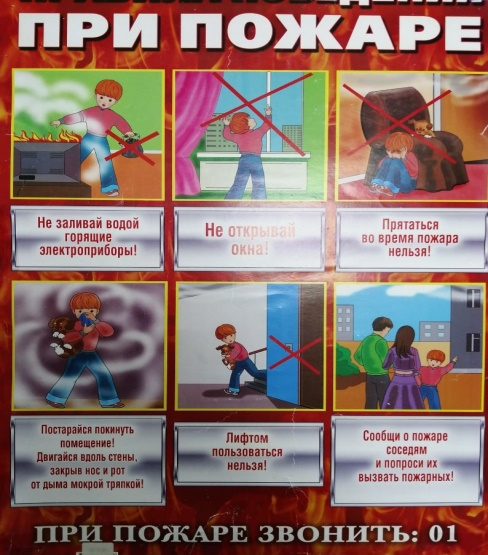 ПРИ ПОЖАРЕ
Не заливай водой
горящие
электроприборы!
Не открывай
окна!
Прятаться
во время пожара
нельзя!
Постарайся покинуть
помещение!
Двигайся вдоль стены,
закрыв нос и рот
от дыма мокрой тряпкой!
Лифтом
пользоваться
нельзя!
Сообщи о пожаре
соседям
и попроси их
вызвать пожарных!
ПРИ ПОЖАРЕ ЗВОНИТЬ: 01